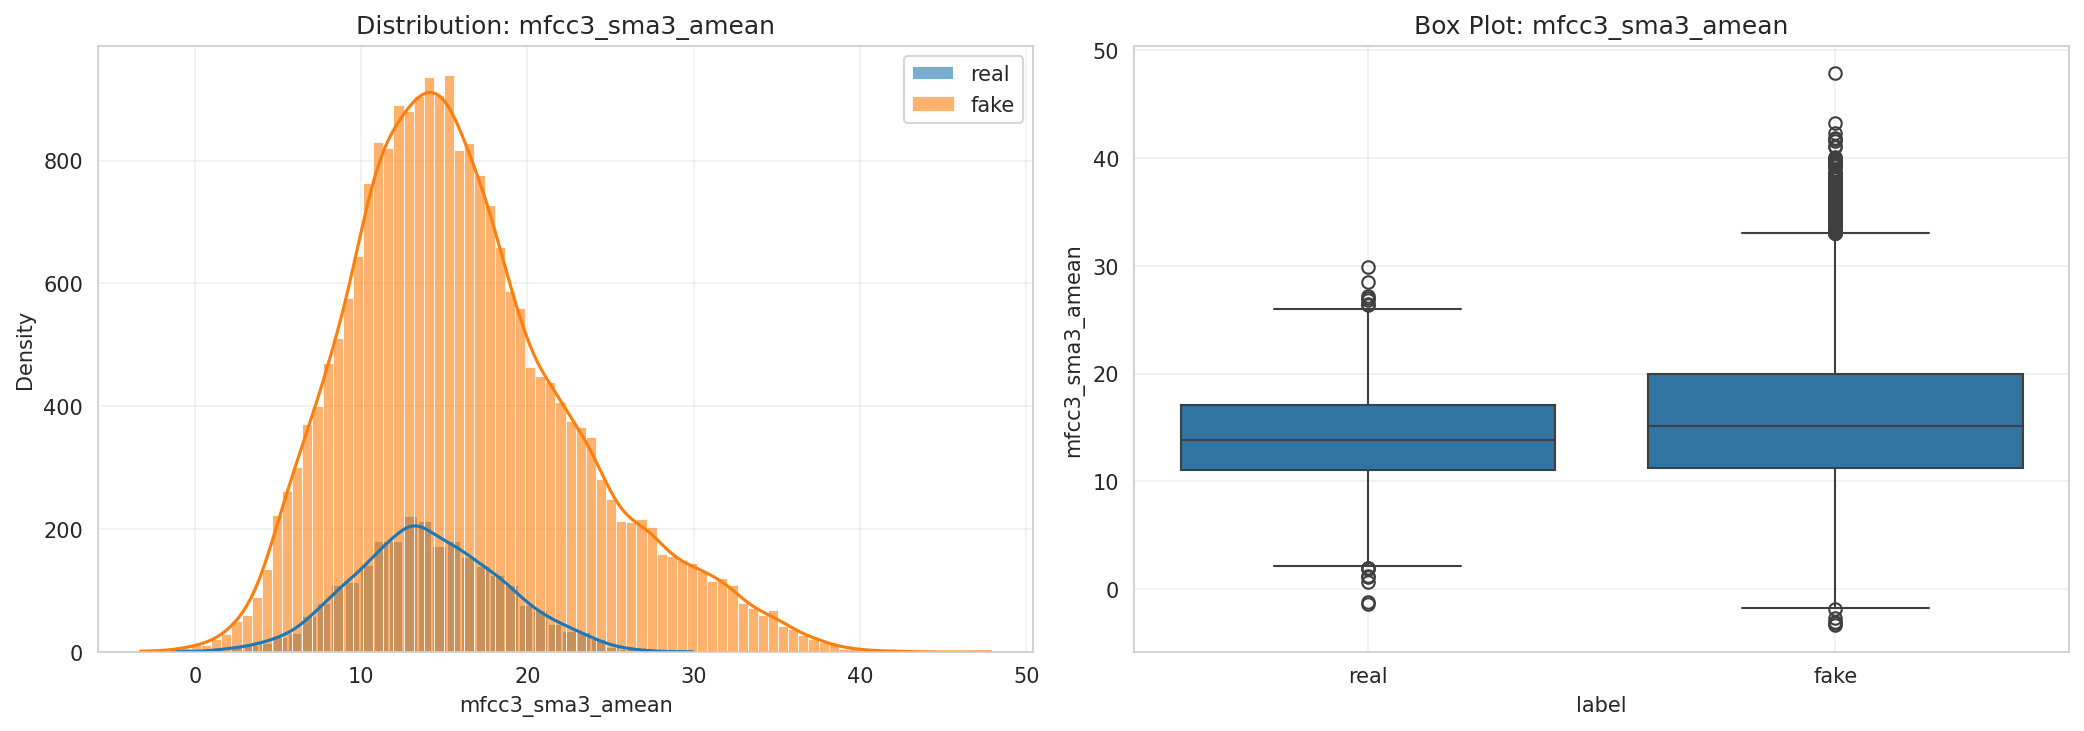 Distribution: mfcc3_sma3_amean
real
fake
Density
800
600
400
200
0
0 10 20 30 40 50
mfcc3_sma3_amean
Box Plot: mfcc3_sma3_amean
mfcc3_sma3_amean
50
40
30
20
10
0
real fake
label